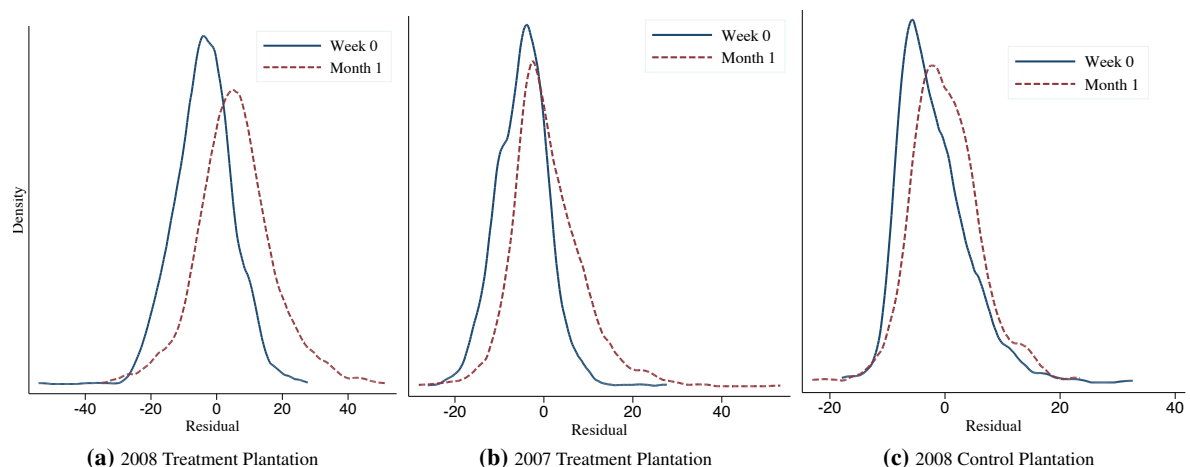 Density
Week 0
Month 1
-40 -20 0 20 40
Residual
(a) 2008 Treatment Plantation
Week 0
Month 1
-20 0 20 40
Residual
(b) 2007 Treatment Plantation
Week 0
Month 1
-20 0 20 40
Residual
(c) 2008 Control Plantation